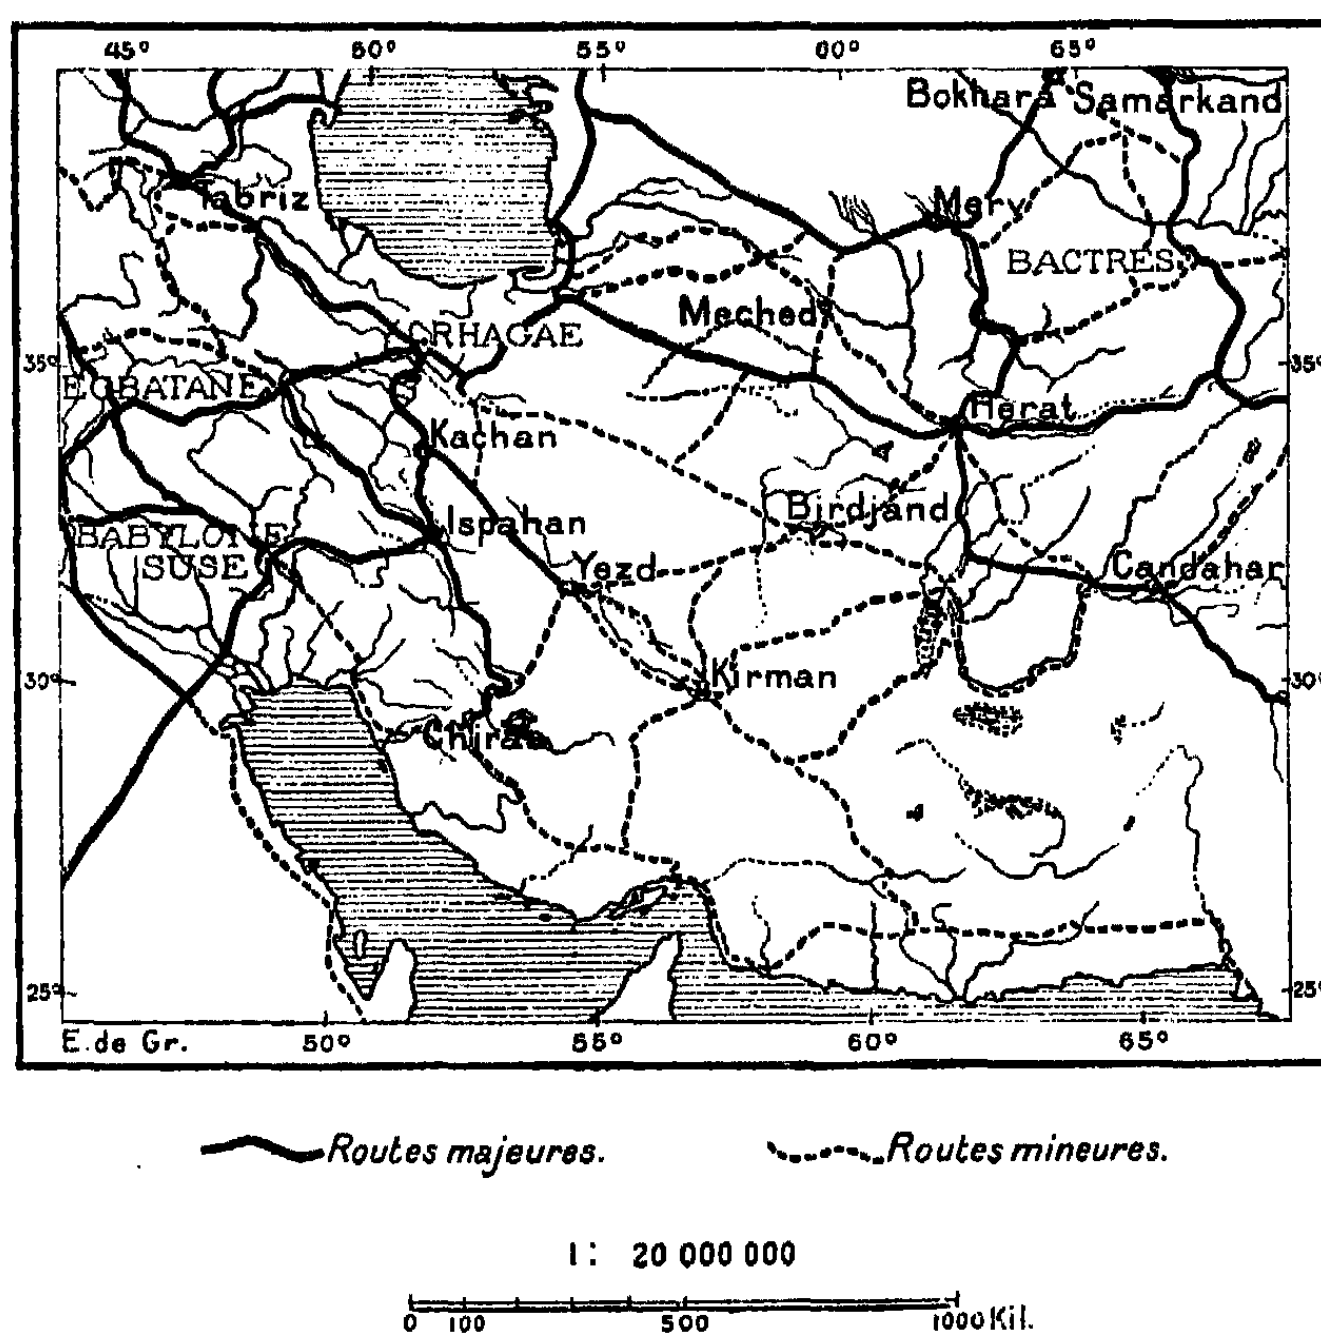 45° 50° 55° 60° 65°
Bokhara Samarkand
Tabriz
Merv
BACTRES
Meched
RHAGAE
35° 35°
ECBATANE
Herat
Kachan
Birdjand
Ispahan
BABYLONE
SUSE
Yezd
Candahar
30° 30°
Kirman
Chiraz
25° 25°
E. de Gr. 50° 55° 60° 65°
Routes majeures. Routes mineures.
1: 20 000 000
0 100 500 1000 Kil.